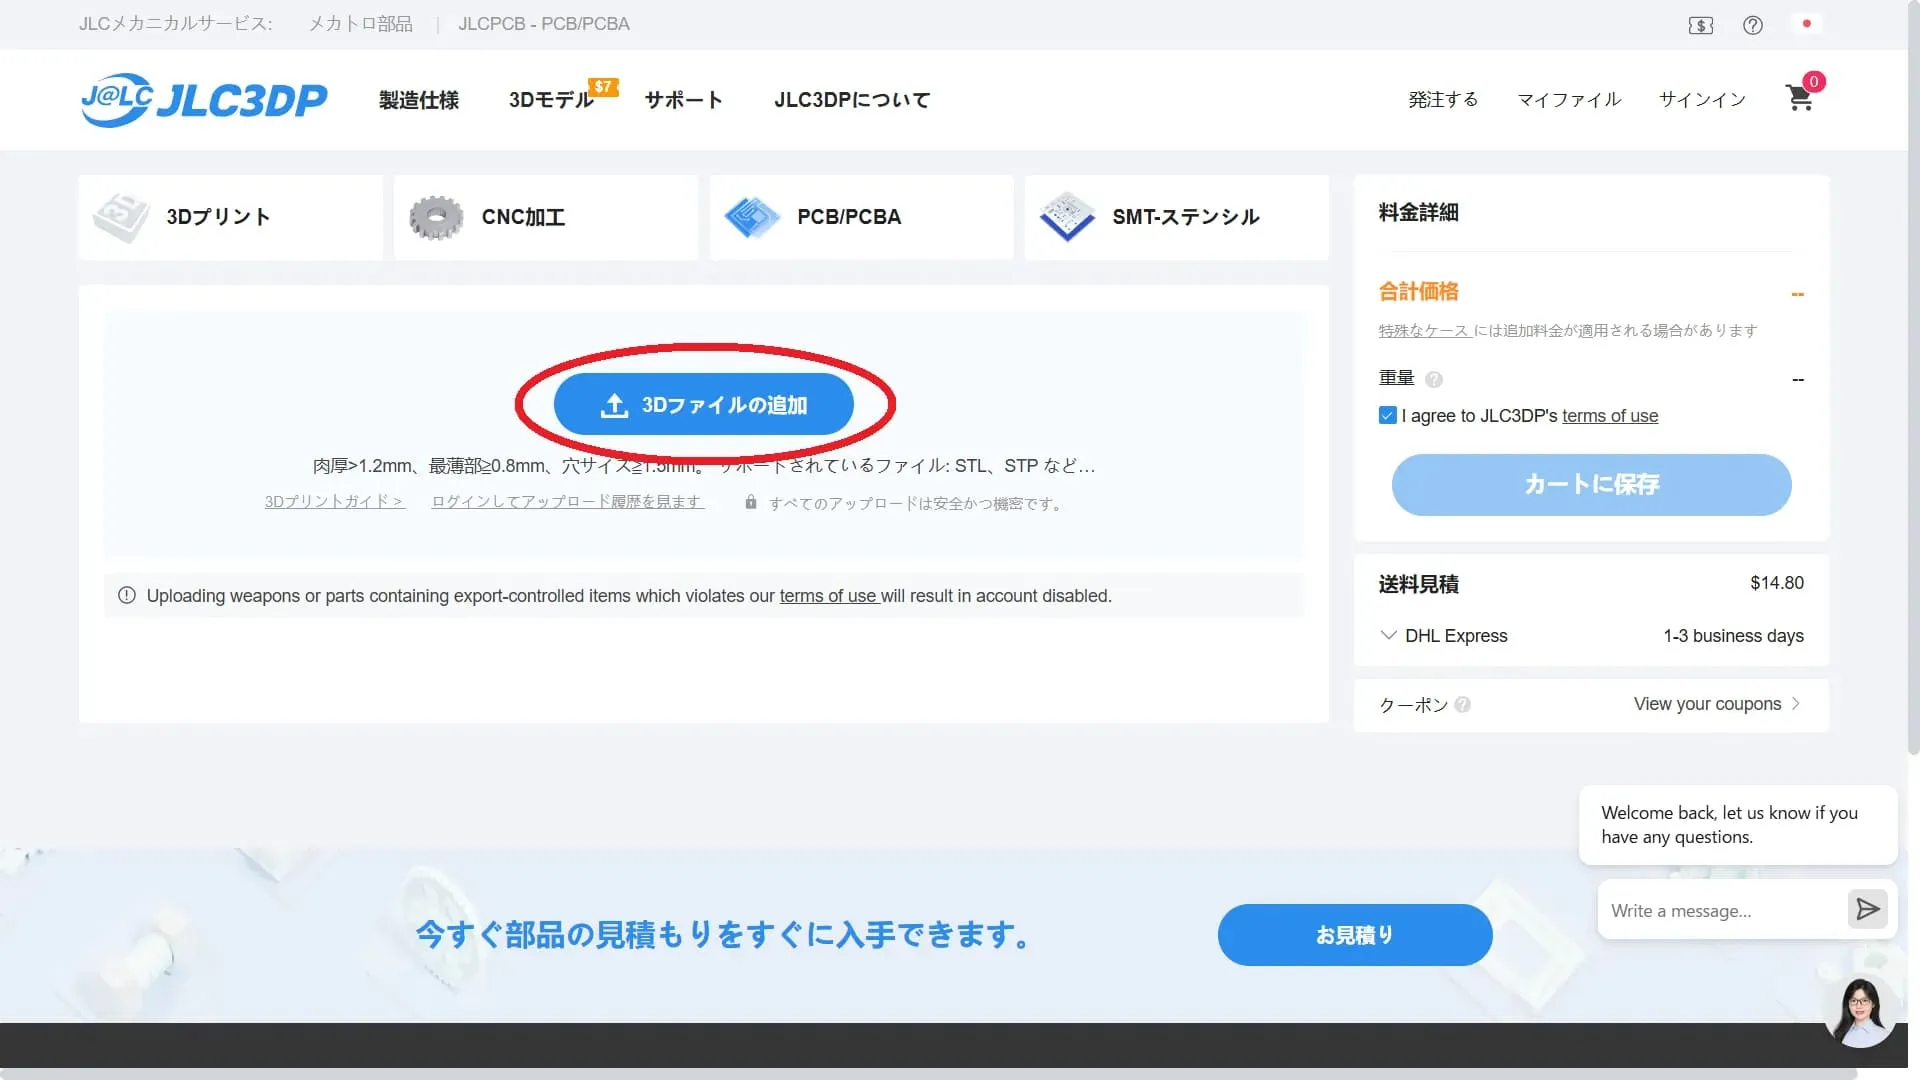 JLCメカニカルサービス: メカトロ部品 | JLCPCB - PCB/PCBA
J@LC JLC3DP 製造仕様 3Dモデル $7 サポート JLC3DPについて 発注する マイファイル サインイン 0
3Dプリント CNC加工 PCB/PCBA SMT-ステンシル
3Dファイルの追加
肉厚>1.2mm、最薄部≧0.8mm、穴サイズ≧1.5mm。 サポートされているファイル: STL、STP など...
3Dプリントガイド > ログインしてアップロード履歴を見ます すべてのアップロードは安全かつ機密です。
Uploading weapons or parts containing export-controlled items which violates our terms of use will result in account disabled.
料金詳細
合計価格 --
特殊なケース には追加料金が適用される場合があります
重量 ? --
I agree to JLC3DP's terms of use
カートに保存
送料見積 $14.80
DHL Express 1-3 business days
クーポン ? View your coupons >
Welcome back, let us know if you
have any questions.
Write a message...
今すぐ部品の見積もりをすぐに入手できます。 お見積り